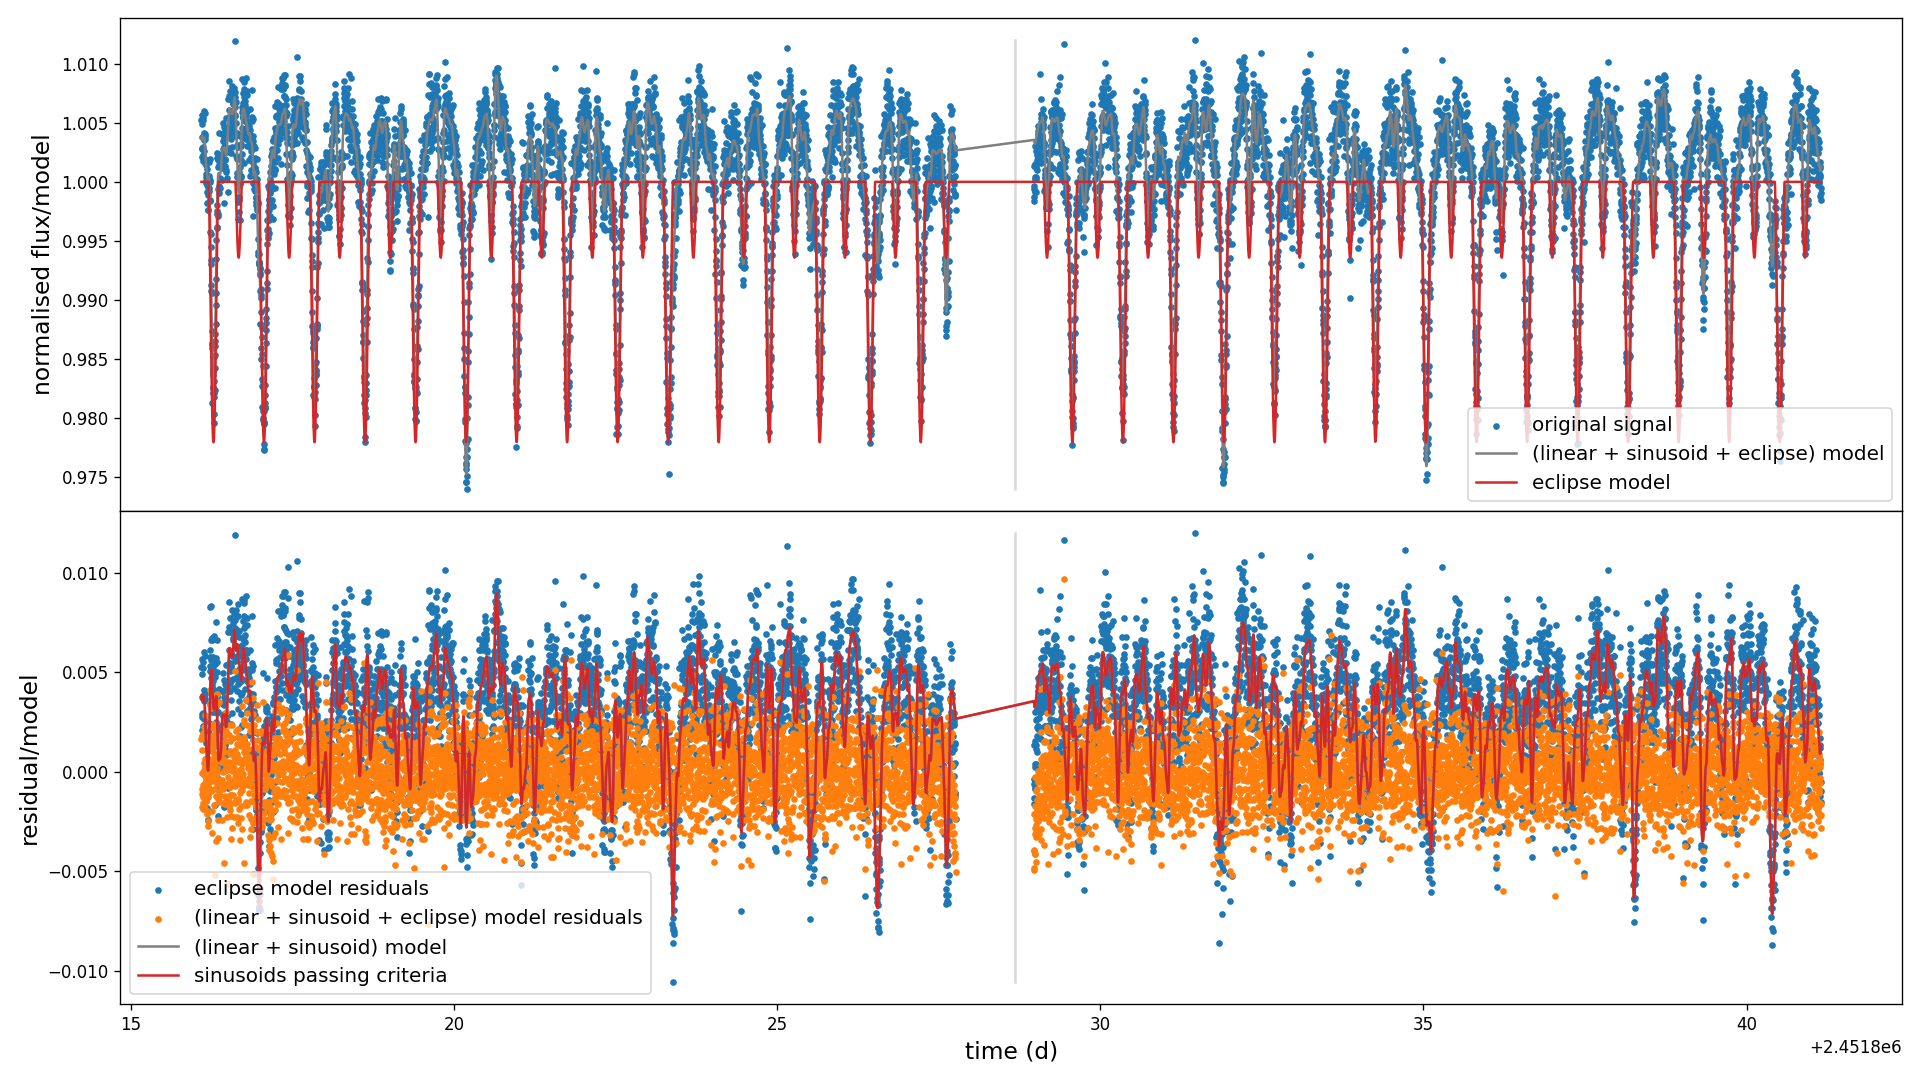 normalised flux/model
1.010
1.005
1.000
0.995
0.990
0.985
0.980
0.975
original signal
(linear + sinusoid + eclipse) model
eclipse model
residual/model
0.010
0.005
0.000
−0.005
−0.010
eclipse model residuals
(linear + sinusoid + eclipse) model residuals
(linear + sinusoid) model
sinusoids passing criteria
15 20 25 30 35 40
time (d)
+2.4518e6